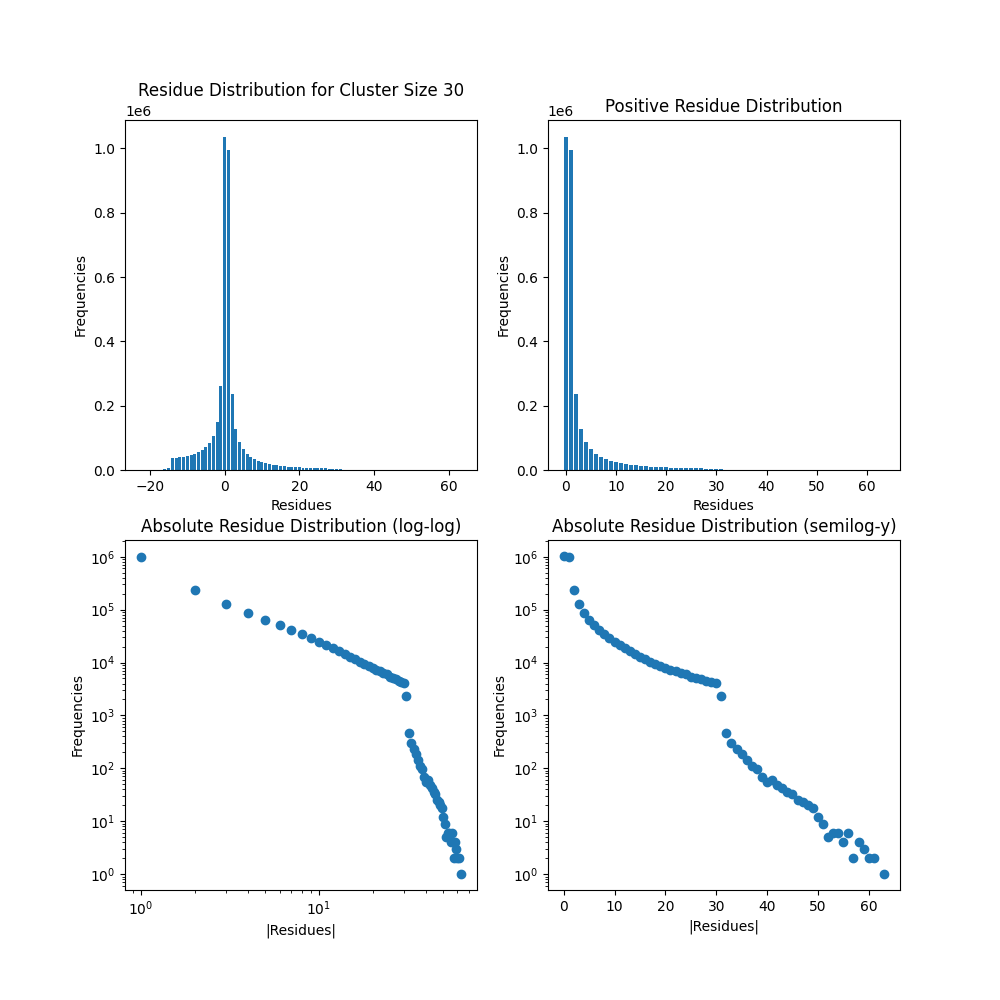 Residue Distribution for Cluster Size 30
1e6
1.0
0.8
0.6
0.4
0.2
0.0
Frequencies
−20 0 20 40 60
Residues
Positive Residue Distribution
1e6
1.0
0.8
0.6
0.4
0.2
0.0
Frequencies
0 10 20 30 40 50 60
Residues
Absolute Residue Distribution (log-log)
10⁶
10⁵
10⁴
10³
10²
10¹
10⁰
Frequencies
10⁰ 10¹
|Residues|
Absolute Residue Distribution (semilog-y)
10⁶
10⁵
10⁴
10³
10²
10¹
10⁰
Frequencies
0 10 20 30 40 50 60
|Residues|